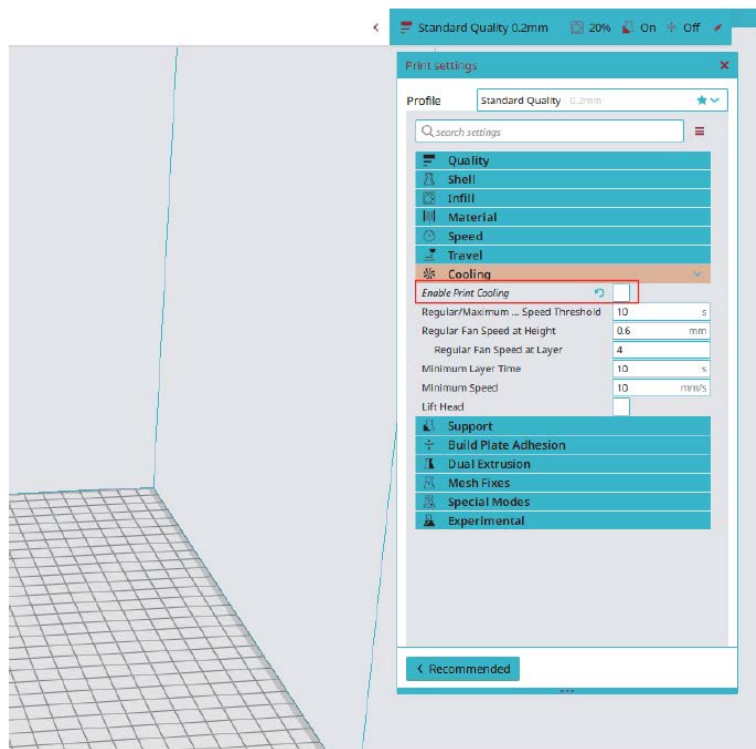 Standard Quality 0.2mm 20% On Off
Print settings
Profile Standard Quality 0.2mm
search settings
Quality
Shell
Infill
Material
Speed
Travel
Cooling
Enable Print Cooling
Regular/Maximum ... Speed Threshold 10 s
Regular Fan Speed at Height 0.6 mm
Regular Fan Speed at Layer 4
Minimum Layer Time 10 s
Minimum Speed 10 mm/s
Lift Head
Support
Build Plate Adhesion
Dual Extrusion
Mesh Fixes
Special Modes
Experimental
Recommended